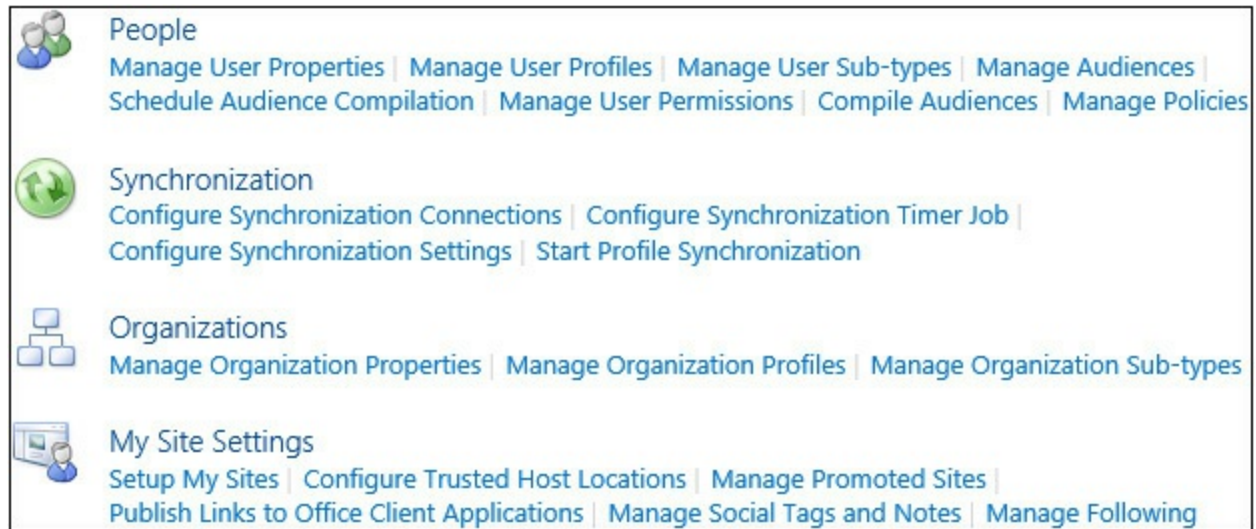 People
Manage User Properties | Manage User Profiles | Manage User Sub-types | Manage Audiences |
Schedule Audience Compilation | Manage User Permissions | Compile Audiences | Manage Policies
Synchronization
Configure Synchronization Connections | Configure Synchronization Timer Job |
Configure Synchronization Settings | Start Profile Synchronization
Organizations
Manage Organization Properties | Manage Organization Profiles | Manage Organization Sub-types
My Site Settings
Setup My Sites | Configure Trusted Host Locations | Manage Promoted Sites |
Publish Links to Office Client Applications | Manage Social Tags and Notes | Manage Following